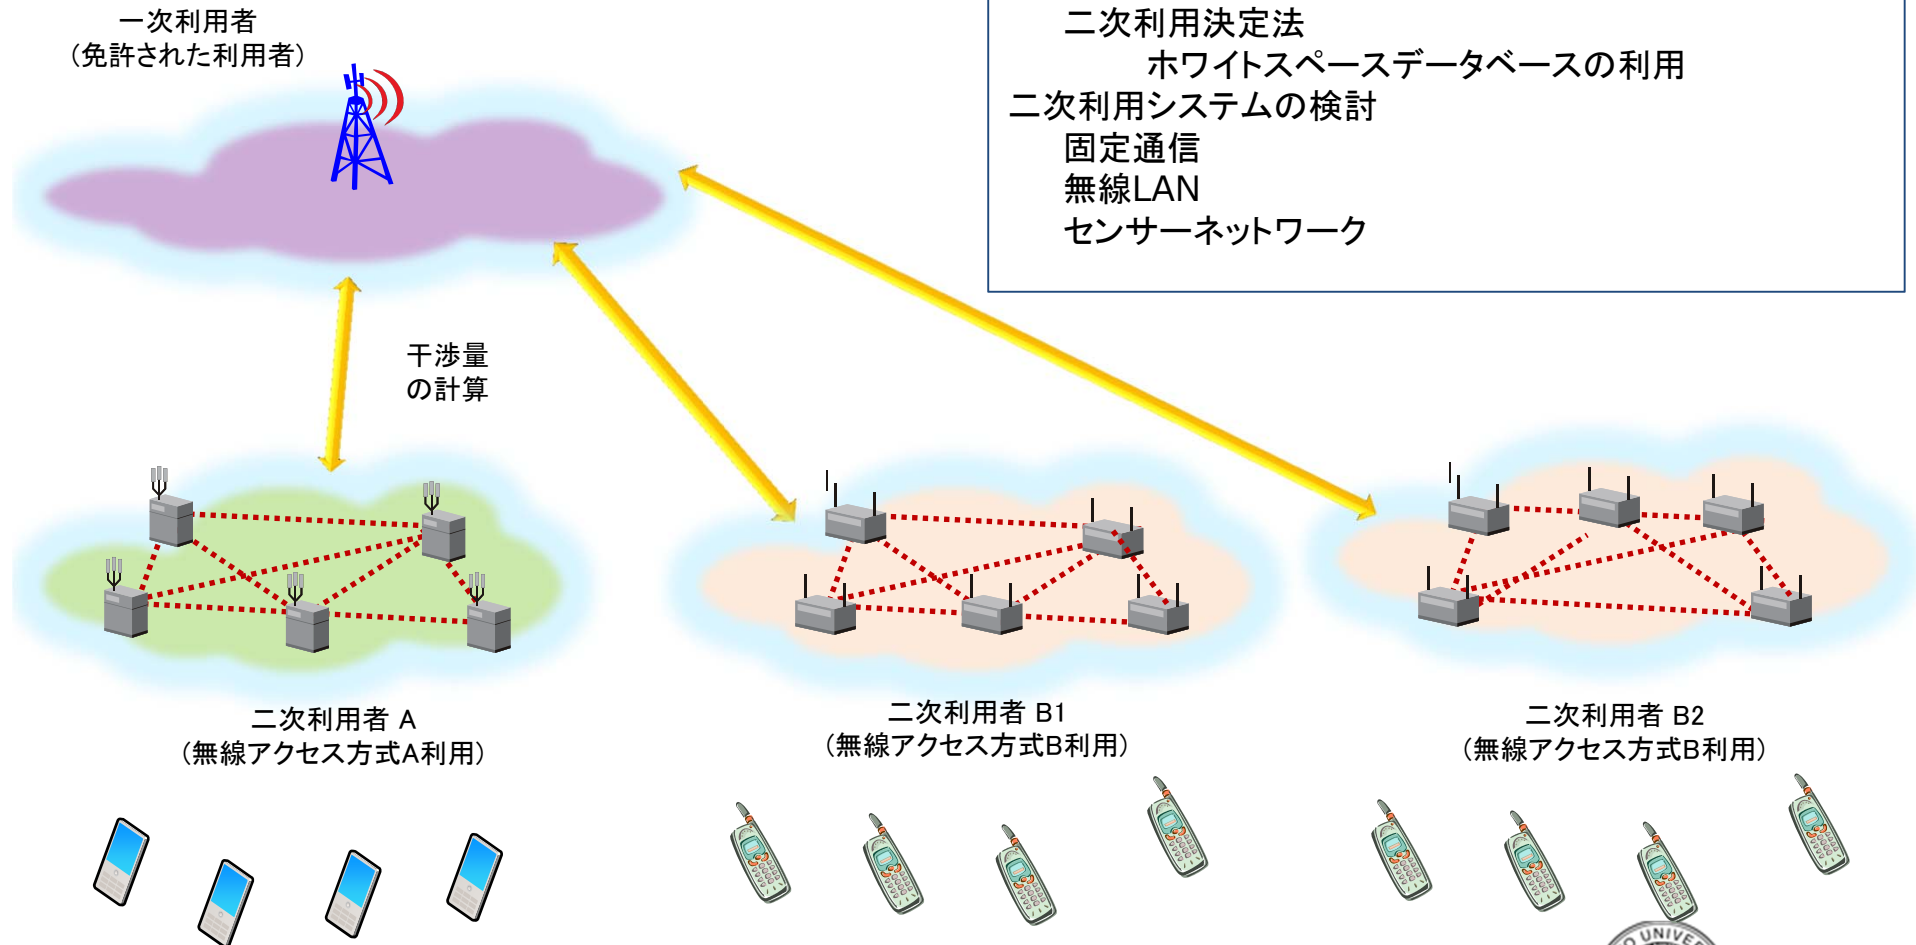 一次利用者
（免許された利用者）
二次利用決定法
ホワイトスペースデータベースの利用
二次利用システムの検討
固定通信
無線LAN
センサーネットワーク
干渉量
の計算
二次利用者 A
（無線アクセス方式A利用）
二次利用者 B1
（無線アクセス方式B利用）
二次利用者 B2
（無線アクセス方式B利用）